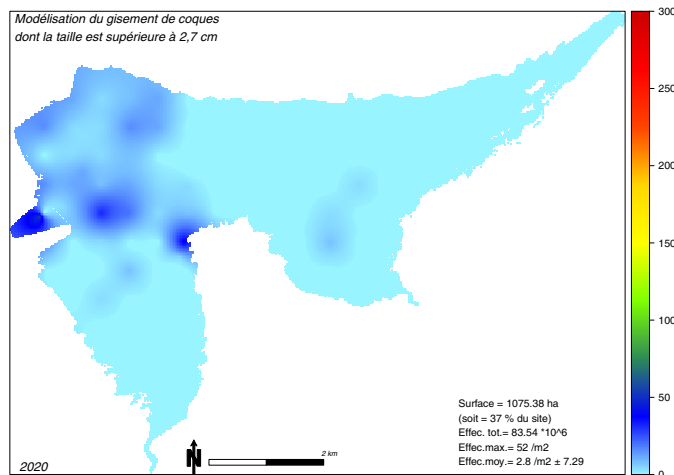 Modélisation du gisement de coques
dont la taille est supérieure à 2,7 cm
300
250
200
150
100
50
0
Surface = 1075.38 ha
(soit = 37 % du site)
Effec. tot.= 83.54 *10^6
Effec.max.= 52 /m2
Effec.moy.= 2.8 /m2 ± 7.29
2020
N
2 km